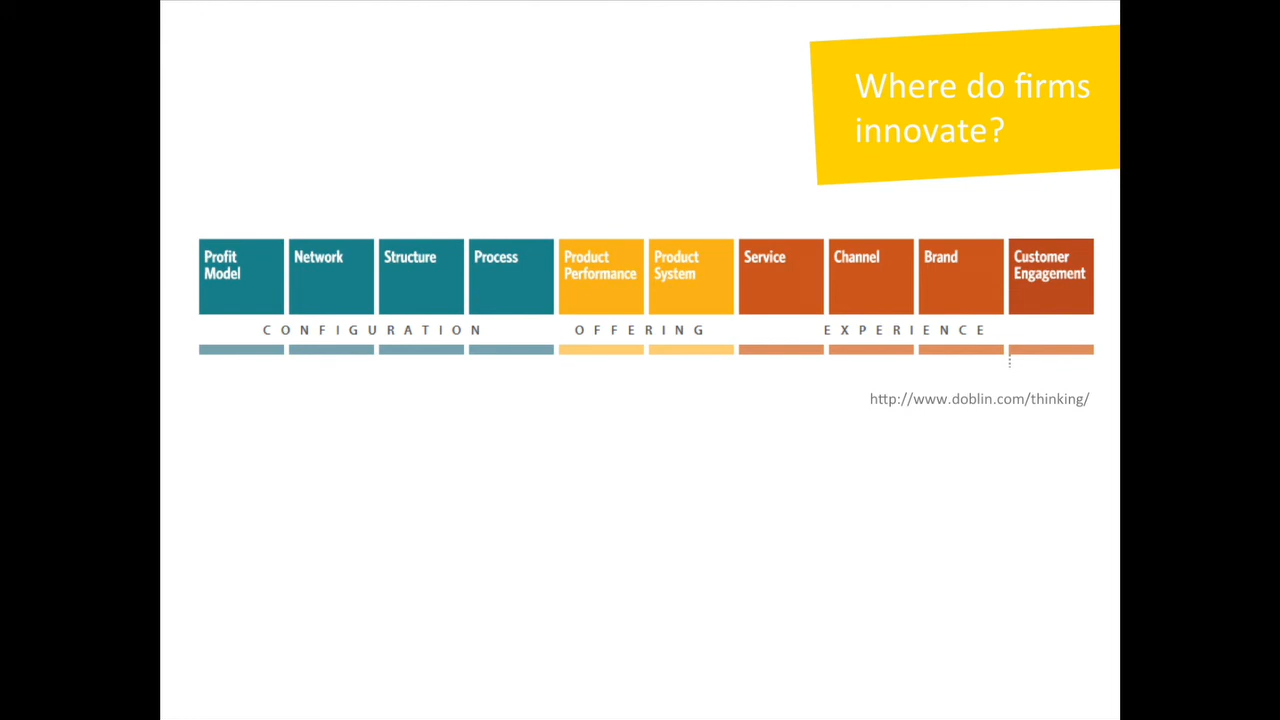 Where do firms
innovate?
Profit
Model
Network
Structure
Process
Product
Performance
Product
System
Service
Channel
Brand
Customer
Engagement
CONFIGURATION
OFFERING
EXPERIENCE
http://www.doblin.com/thinking/